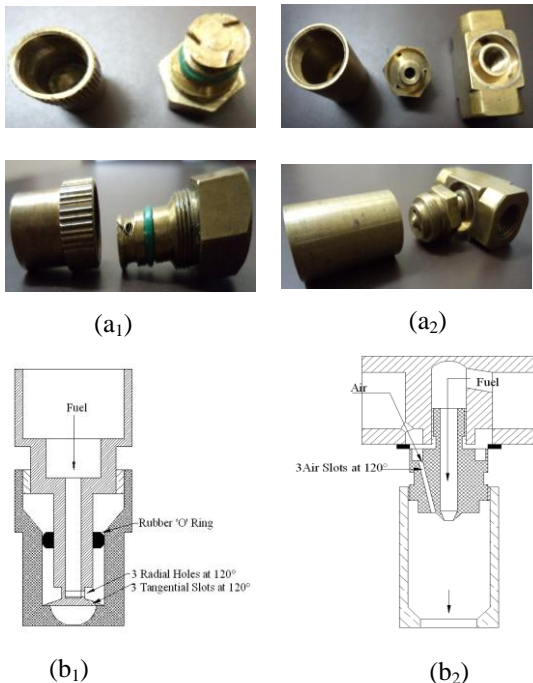 (a₁)
(a₂)
Fuel
Rubber 'O' Ring
3 Radial Holes at 120°
3 Tangential Slots at 120°
(b₁)
Air
Fuel
3Air Slots at 120°
(b₂)